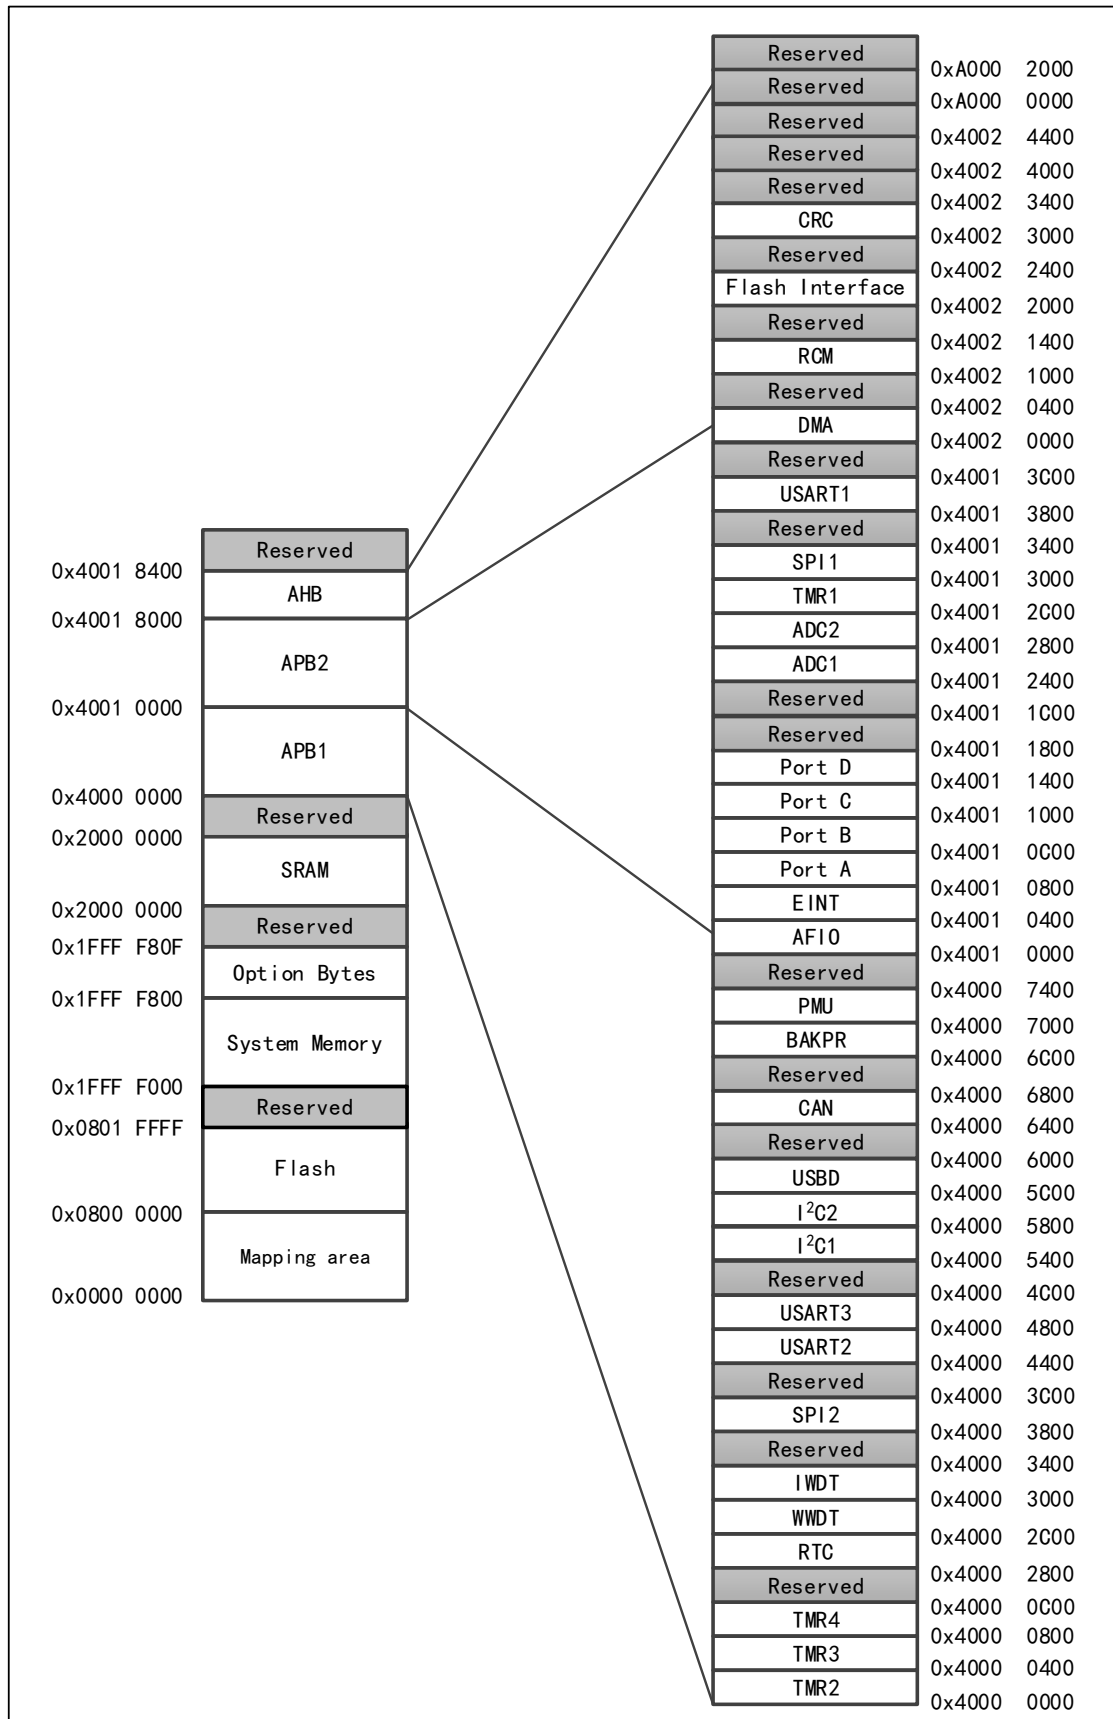 Reserved
0xA000 2000
Reserved
0xA000 0000
Reserved
0x4002 4400
Reserved
0x4002 4000
Reserved
0x4002 3400
CRC
0x4002 3000
Reserved
0x4002 2400
Flash Interface
0x4002 2000
Reserved
0x4002 1400
RCM
0x4002 1000
Reserved
0x4002 0400
DMA
0x4002 0000
Reserved
0x4001 3C00
USART1
0x4001 3800
Reserved
0x4001 3400
SPI1
0x4001 3000
TMR1
0x4001 2C00
ADC2
0x4001 2800
ADC1
0x4001 2400
Reserved
0x4001 1C00
Reserved
0x4001 1800
Port D
0x4001 1400
Port C
0x4001 1000
Port B
0x4001 0C00
Port A
0x4001 0800
EINT
0x4001 0400
AFIO
0x4001 0000
Reserved
0x4000 7400
PMU
0x4000 7000
BAKPR
0x4000 6C00
Reserved
0x4000 6800
CAN
0x4000 6400
Reserved
0x4000 6000
USBD
0x4000 5C00
I²C2
0x4000 5800
I²C1
0x4000 5400
Reserved
0x4000 4C00
USART3
0x4000 4800
USART2
0x4000 4400
Reserved
0x4000 3C00
SPI2
0x4000 3800
Reserved
0x4000 3400
IWDT
0x4000 3000
WWDT
0x4000 2C00
RTC
0x4000 2800
Reserved
0x4000 0C00
TMR4
0x4000 0800
TMR3
0x4000 0400
TMR2
0x4000 0000
Reserved
0x4001 8400
AHB
0x4001 8000
APB2
0x4001 0000
APB1
0x4000 0000
Reserved
0x2000 0000
SRAM
0x2000 0000
Reserved
0x1FFF F80F
Option Bytes
0x1FFF F800
System Memory
0x1FFF F000
Reserved
0x0801 FFFF
Flash
0x0800 0000
Mapping area
0x0000 0000